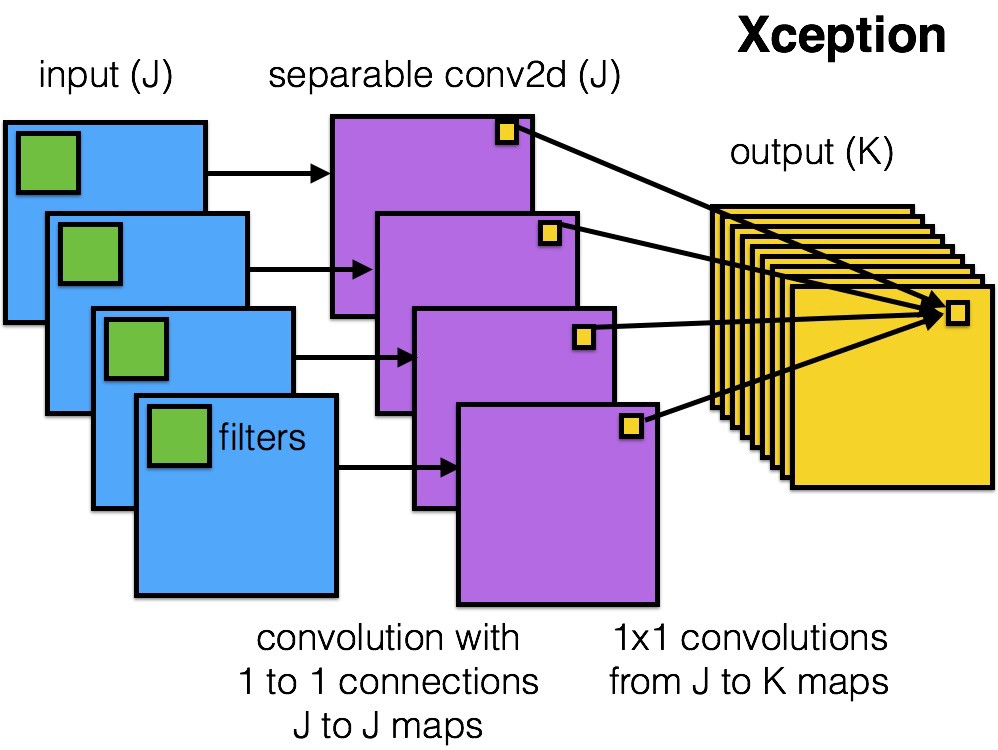 Xception
input (J)
separable conv2d (J)
output (K)
filters
convolution with
1 to 1 connections
J to J maps
1x1 convolutions
from J to K maps